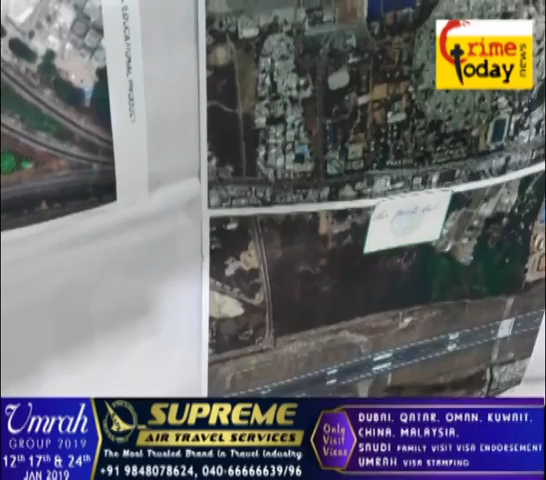 Crime
today
NEWS
Umrah
GROUP 2019
12th 17th & 24th
JAN 2019
SUPREME
AIR TRAVEL SERVICES
The Most Trusted Brand in Travel Industry
+91 9848078624, 040-66666639/96
Only
Visit
Visas
DUBAI, QATAR, OMAN, KUWAIT,
CHINA, MALAYSIA,
SAUDI FAMILY VISIT VISA ENDORSEMENT
UMRAH VISA STAMPING